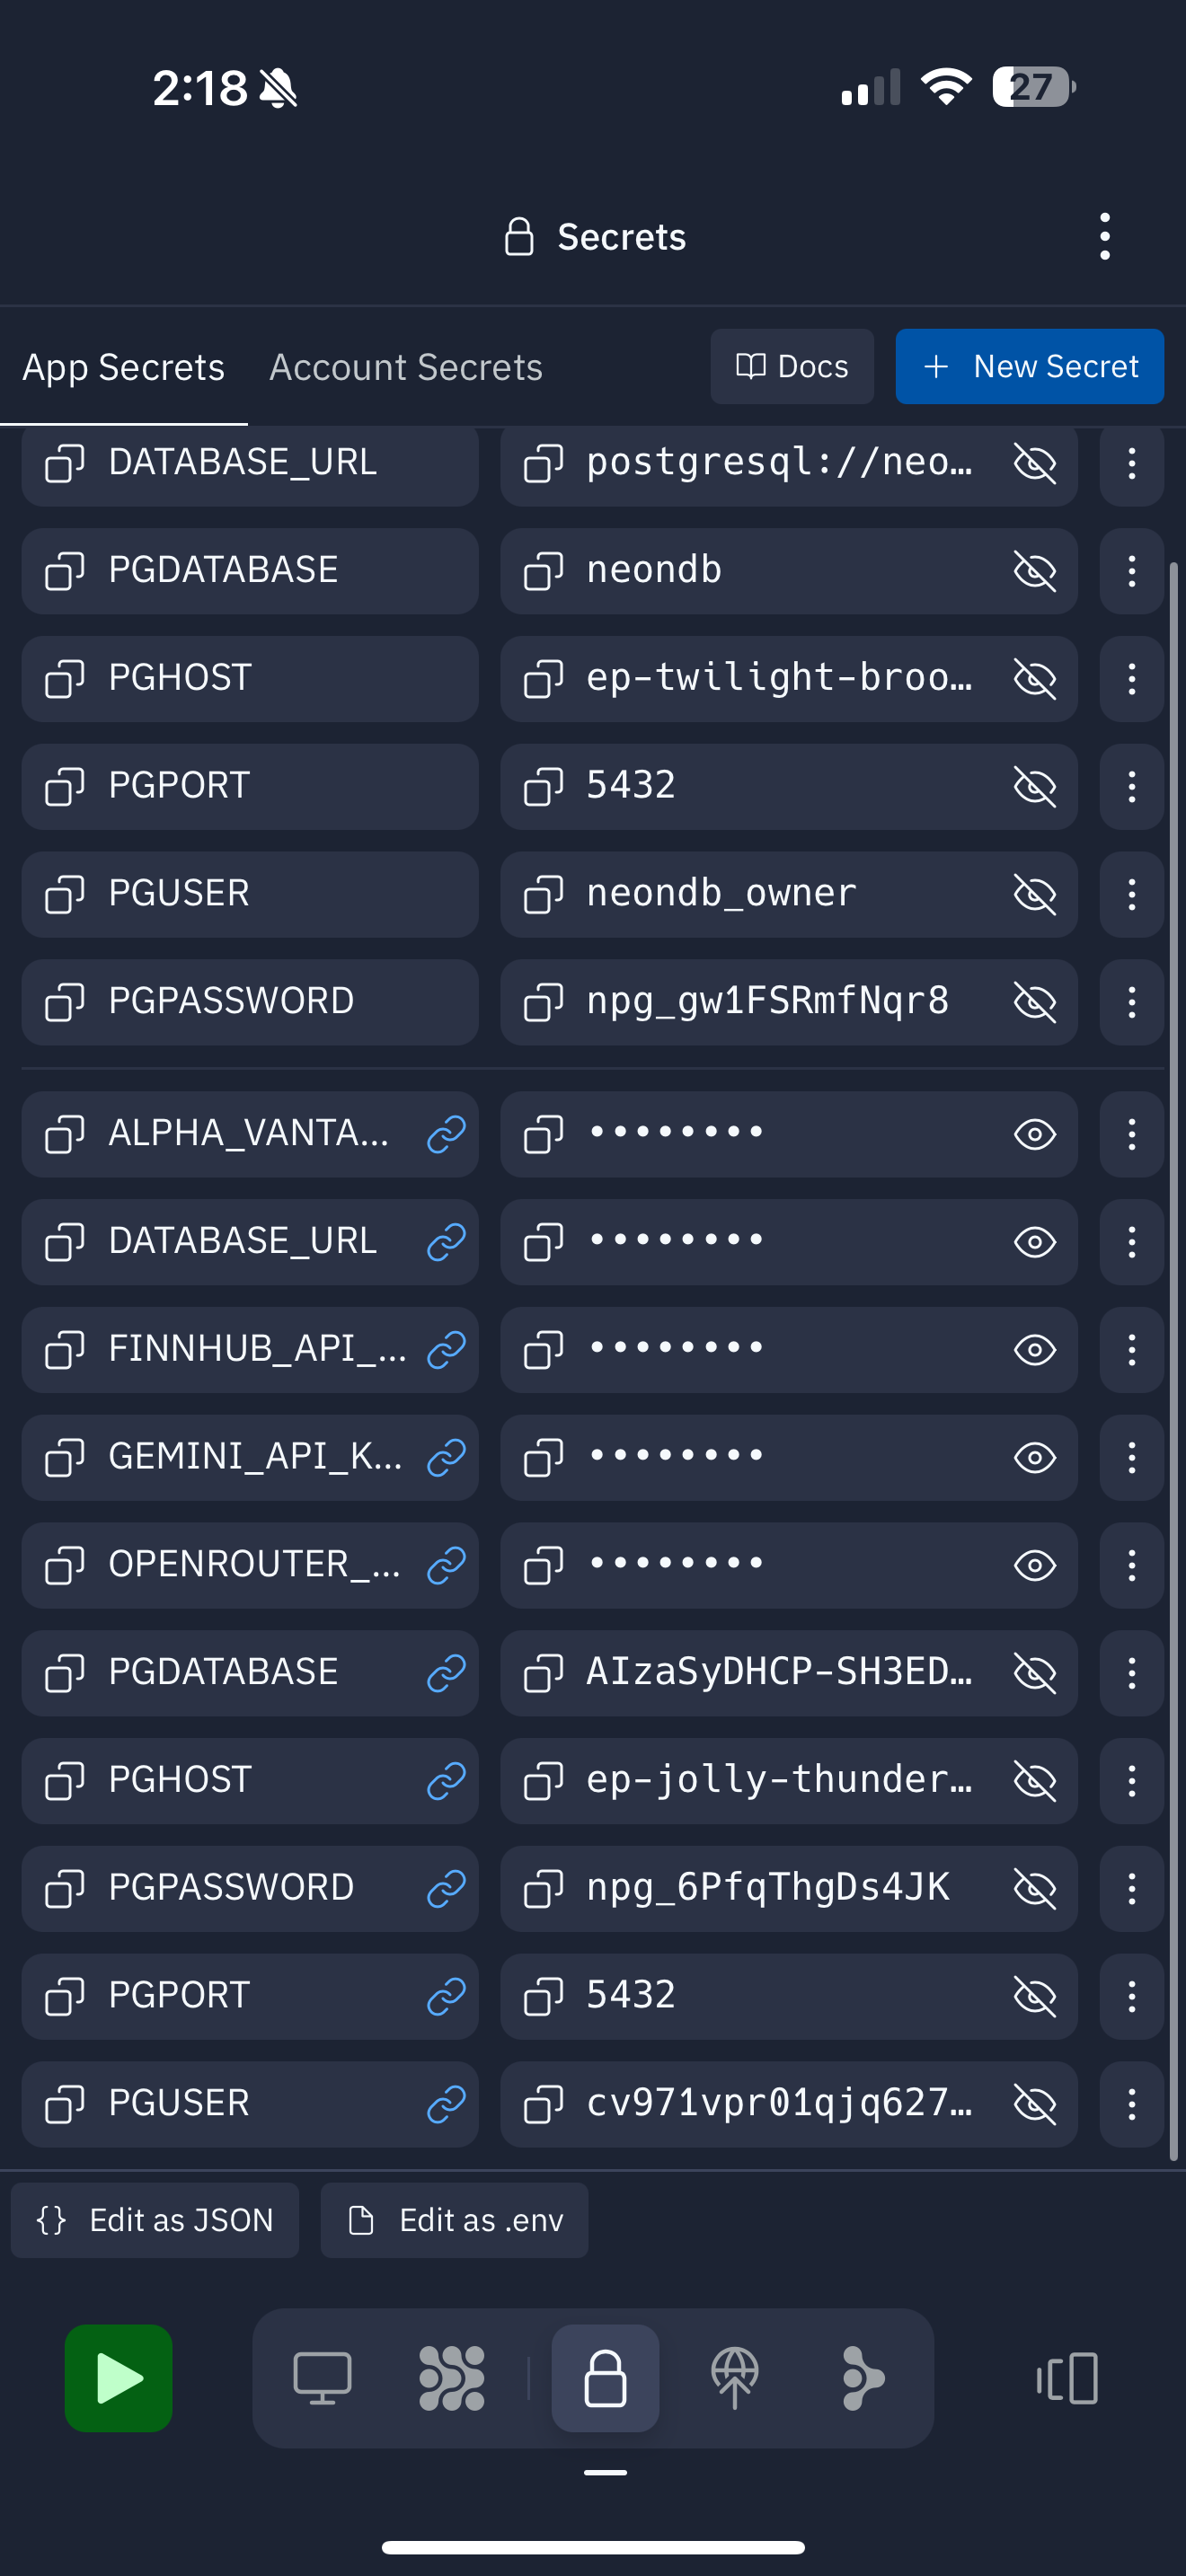 2:18
27
Secrets
App Secrets
Account Secrets
Docs
New Secret
DATABASE_URL postgresql://neo…
PGDATABASE neondb
PGHOST ep-twilight-broo…
PGPORT 5432
PGUSER neondb_owner
PGPASSWORD npg_gw1FSRmfNqr8
ALPHA_VANTA... ••••••••
DATABASE_URL ••••••••
FINNHUB_API_... ••••••••
GEMINI_API_K... ••••••••
OPENROUTER_... ••••••••
PGDATABASE AIzaSyDHCP-SH3ED…
PGHOST ep-jolly-thunder…
PGPASSWORD npg_6PfqThgDs4JK
PGPORT 5432
PGUSER cv971vpr01qjq627…
{} Edit as JSON
Edit as .env